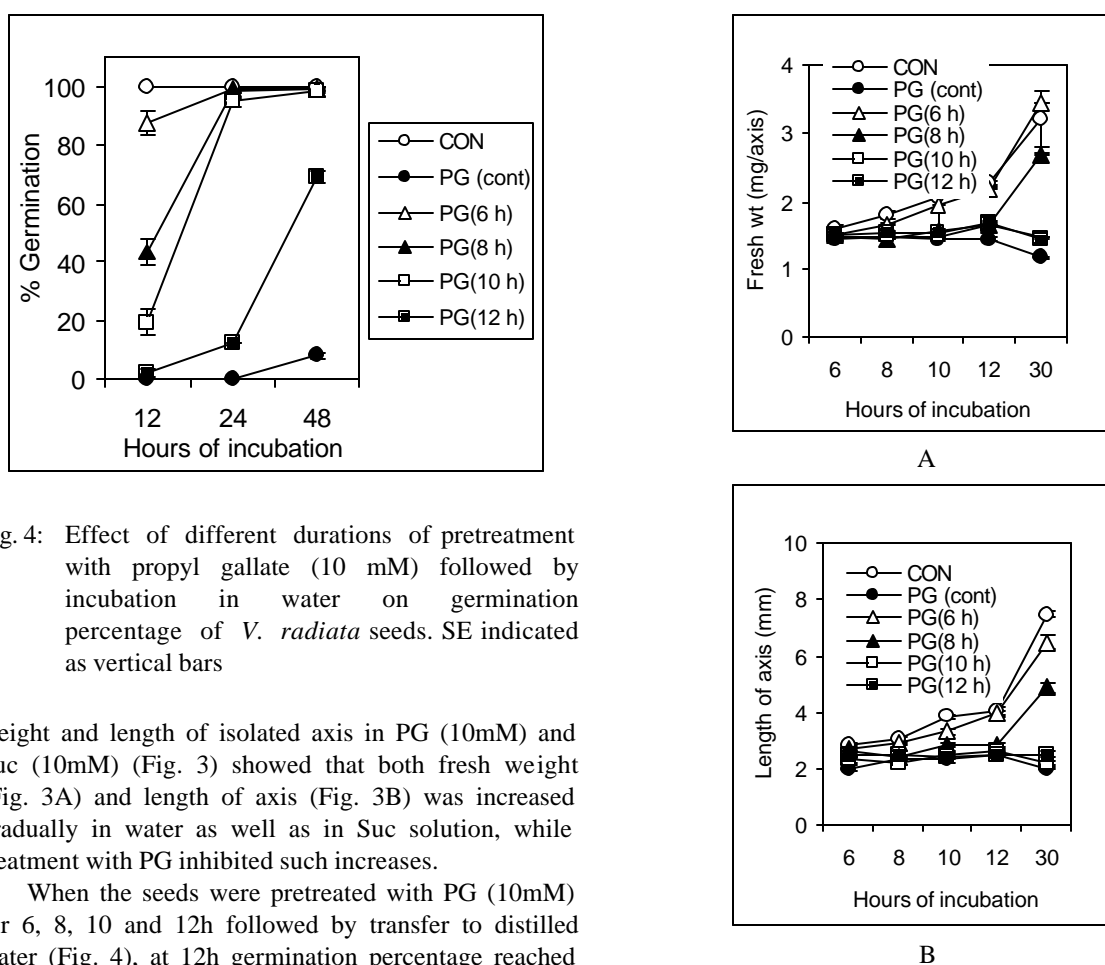 100
80
60
40
20
0
% Germination
12 24 48
Hours of incubation
CON
PG (cont)
PG(6 h)
PG(8 h)
PG(10 h)
PG(12 h)
g. 4: Effect of different durations of pretreatment
with propyl gallate (10 mM) followed by
incubation in water on germination
percentage of V. radiata seeds. SE indicated
as vertical bars
eight and length of isolated axis in PG (10mM) and
uc (10mM) (Fig. 3) showed that both fresh weight
ig. 3A) and length of axis (Fig. 3B) was increased
radually in water as well as in Suc solution, while
eatment with PG inhibited such increases.
When the seeds were pretreated with PG (10mM)
r 6, 8, 10 and 12h followed by transfer to distilled
ater (Fig. 4), at 12h germination percentage reached
4
3
2
1
0
Fresh wt (mg/axis)
CON
PG (cont)
PG(6 h)
PG(8 h)
PG(10 h)
PG(12 h)
6 8 10 12 30
Hours of incubation
A
10
8
6
4
2
0
Length of axis (mm)
CON
PG (cont)
PG(6 h)
PG(8 h)
PG(10 h)
PG(12 h)
6 8 10 12 30
Hours of incubation
B